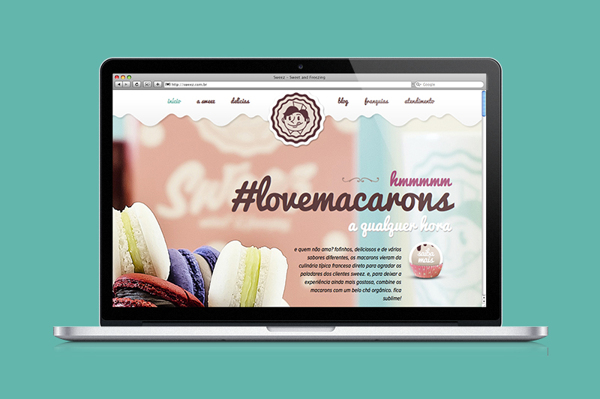 Sweez - Sweet and Freezing
http://sweez.com.br
Google
início a sweez delícias blog franquias atendimento
Sweez
hmmmmm
#lovemacarons
a qualquer hora
e quem não ama? fofinhos, deliciosos e de vários
sabores diferentes, os macarons vieram da
culinária típica francesa direto para agradar os
paladares dos clientes sweez. e, para deixar a
experiência ainda mais gostosa, combine os
macarons com um belo chá orgânico. fica
sublime!
saiba
mais